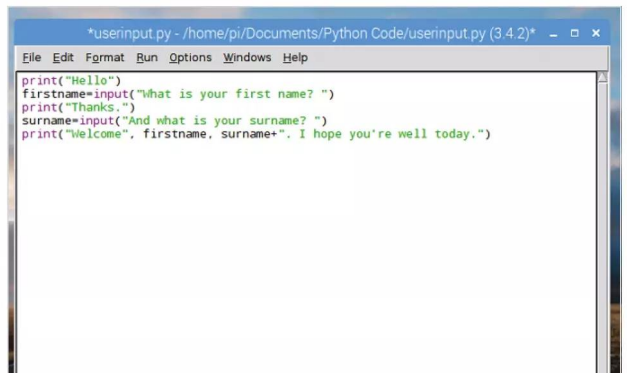 *userinput.py - /home/pi/Documents/Python Code/userinput.py (3.4.2)*
File Edit Format Run Options Windows Help
print("Hello")
firstname=input("What is your first name? ")
print("Thanks.")
surname=input("And what is your surname? ")
print("Welcome", firstname, surname+". I hope you're well today.")